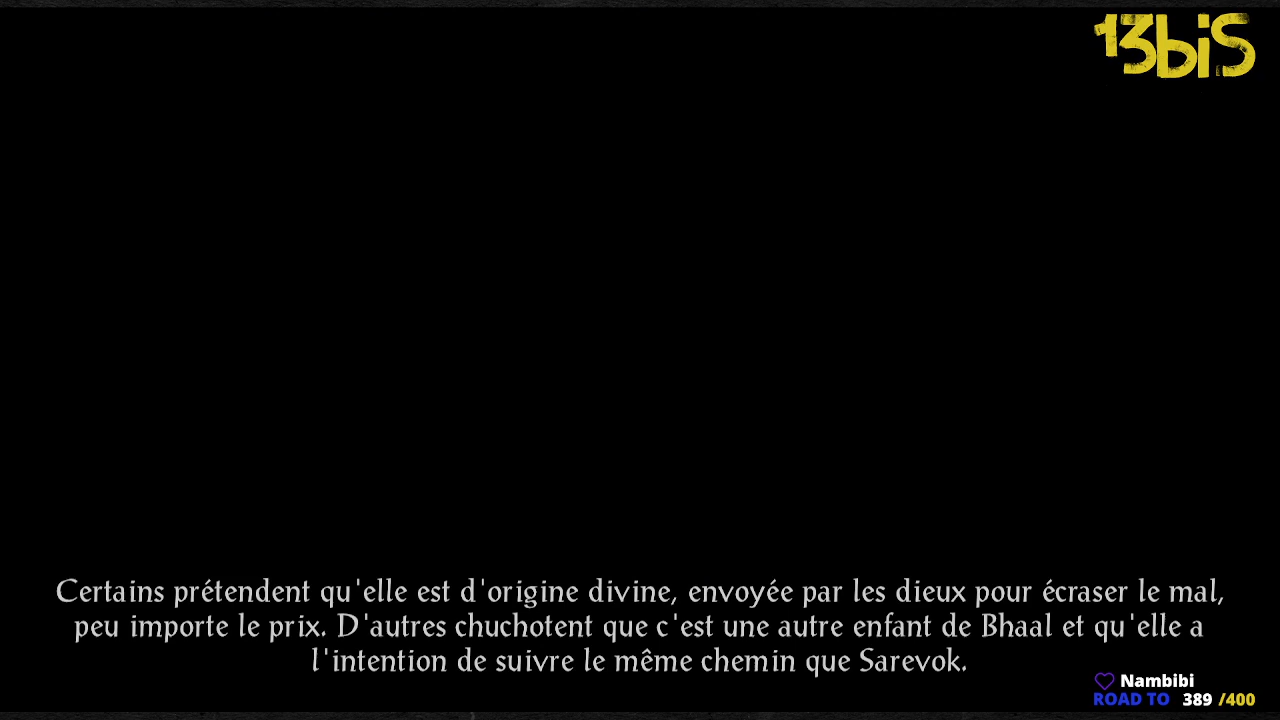 13biS
Certains prétendent qu'elle est d'origine divine, envoyée par les dieux pour écraser le mal,
peu importe le prix. D'autres chuchotent que c'est une autre enfant de Bhaal et qu'elle a
l'intention de suivre le même chemin que Sarevok.
Nambibi
ROAD TO 389 /400